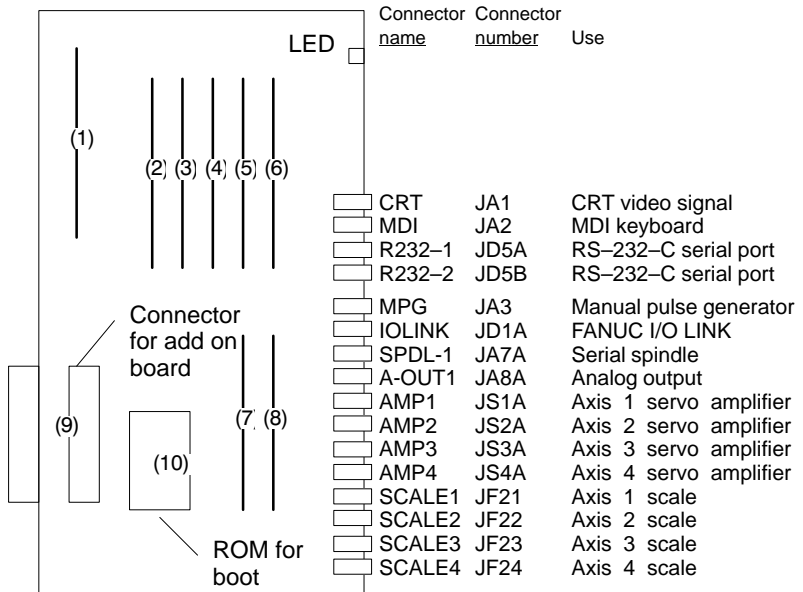 Connector Connector
LED name number Use
(1)
(2) (3) (4) (5) (6)
CRT JA1 CRT video signal
MDI JA2 MDI keyboard
R232–1 JD5A RS–232–C serial port
R232–2 JD5B RS–232–C serial port
MPG JA3 Manual pulse generator
IOLINK JD1A FANUC I/O LINK
SPDL-1 JA7A Serial spindle
A-OUT1 JA8A Analog output
AMP1 JS1A Axis 1 servo amplifier
AMP2 JS2A Axis 2 servo amplifier
AMP3 JS3A Axis 3 servo amplifier
AMP4 JS4A Axis 4 servo amplifier
SCALE1 JF21 Axis 1 scale
SCALE2 JF22 Axis 2 scale
SCALE3 JF23 Axis 3 scale
SCALE4 JF24 Axis 4 scale
Connector
for add on
board
(7) (8)
(9)
(10)
ROM for
boot